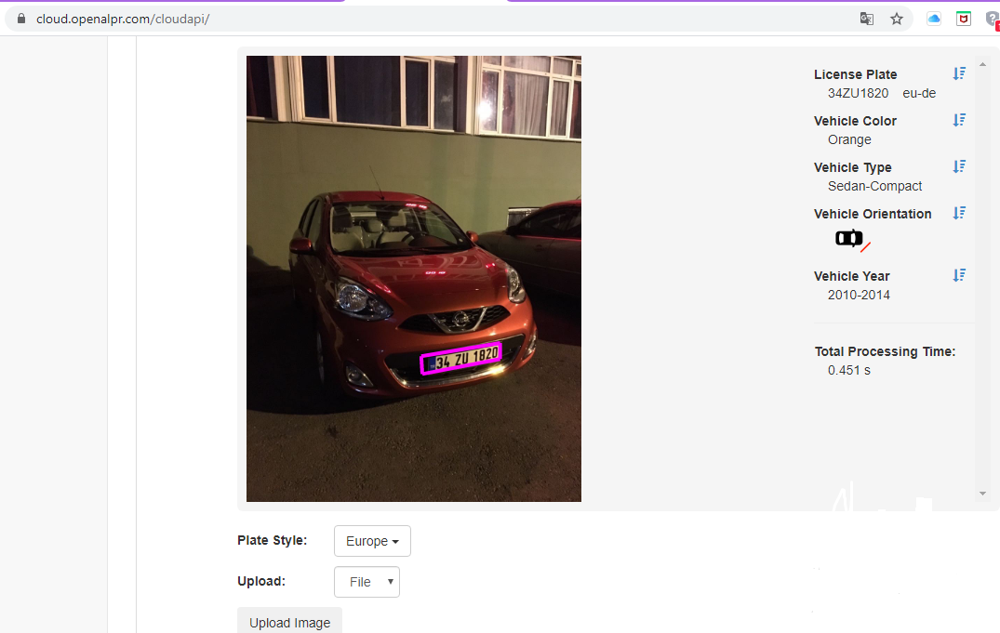 cloud.openalpr.com/cloudapi/
34 ZU 1820
License Plate
34ZU1820 eu-de
Vehicle Color
Orange
Vehicle Type
Sedan-Compact
Vehicle Orientation
Vehicle Year
2010-2014
Total Processing Time:
0.451 s
Plate Style:
Europe
Upload:
File
Upload Image